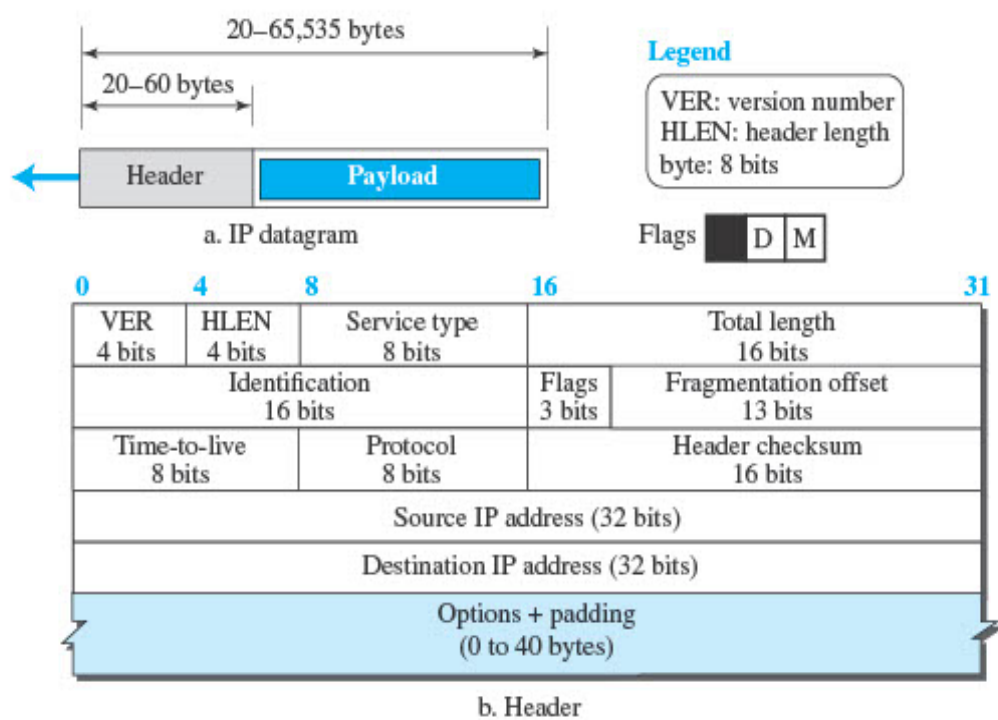 20–65,535 bytes
20–60 bytes
Header
Payload
a. IP datagram
Legend
VER: version number
HLEN: header length
byte: 8 bits
Flags
D
M
0
4
8
16
31
VER
4 bits
HLEN
4 bits
Service type
8 bits
Total length
16 bits
Identification
16 bits
Flags
3 bits
Fragmentation offset
13 bits
Time-to-live
8 bits
Protocol
8 bits
Header checksum
16 bits
Source IP address (32 bits)
Destination IP address (32 bits)
Options + padding
(0 to 40 bytes)
b. Header